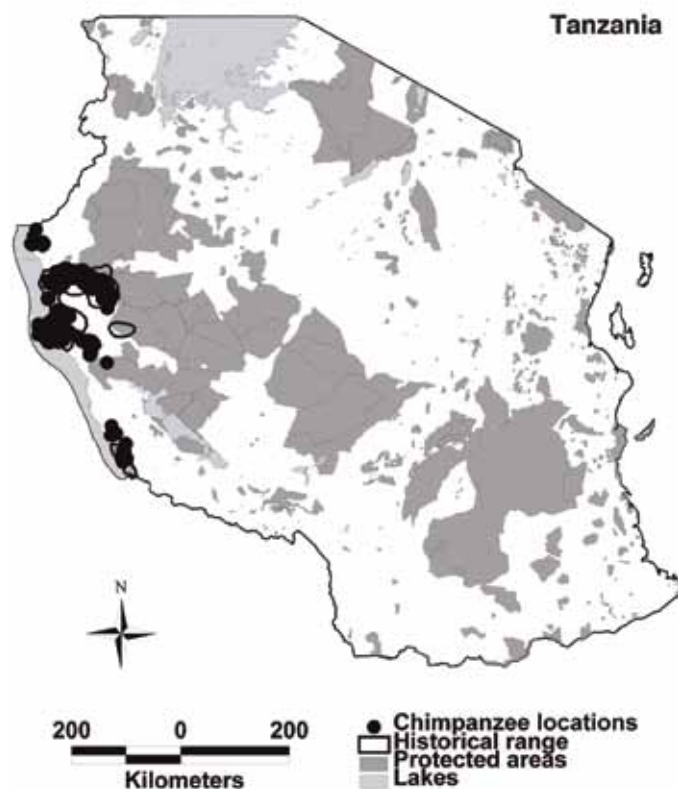 Tanzania
N
200 0 200
Kilometers
Chimpanzee locations
Historical range
Protected areas
Lakes